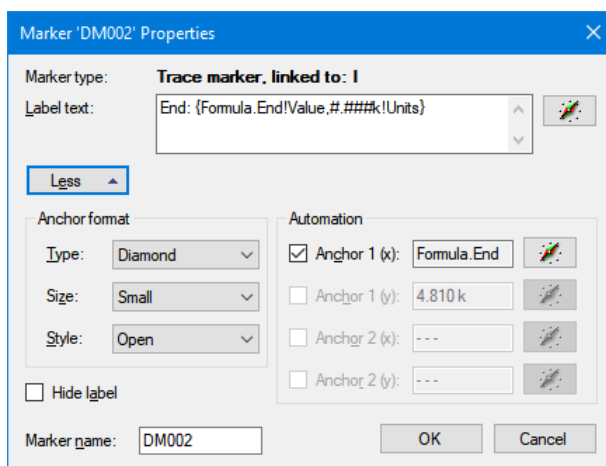 Marker 'DM002' Properties
Marker type: Trace marker, linked to: I
Label text: End: {Formula.End!Value,#.###k!Units}
Less
Anchor format
Automation
Type: Diamond
Anchor 1 (x): Formula.End
Size: Small
Anchor 1 (y): 4.810 k
Style: Open
Anchor 2 (x): ---
Anchor 2 (y): ---
Hide label
Marker name: DM002
OK
Cancel